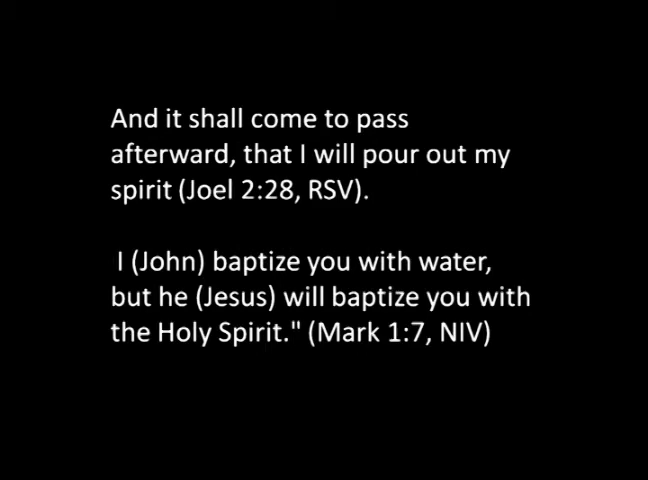 And it shall come to pass
afterward, that I will pour out my
spirit (Joel 2:28, RSV).
I (John) baptize you with water,
but he (Jesus) will baptize you with
the Holy Spirit." (Mark 1:7, NIV)